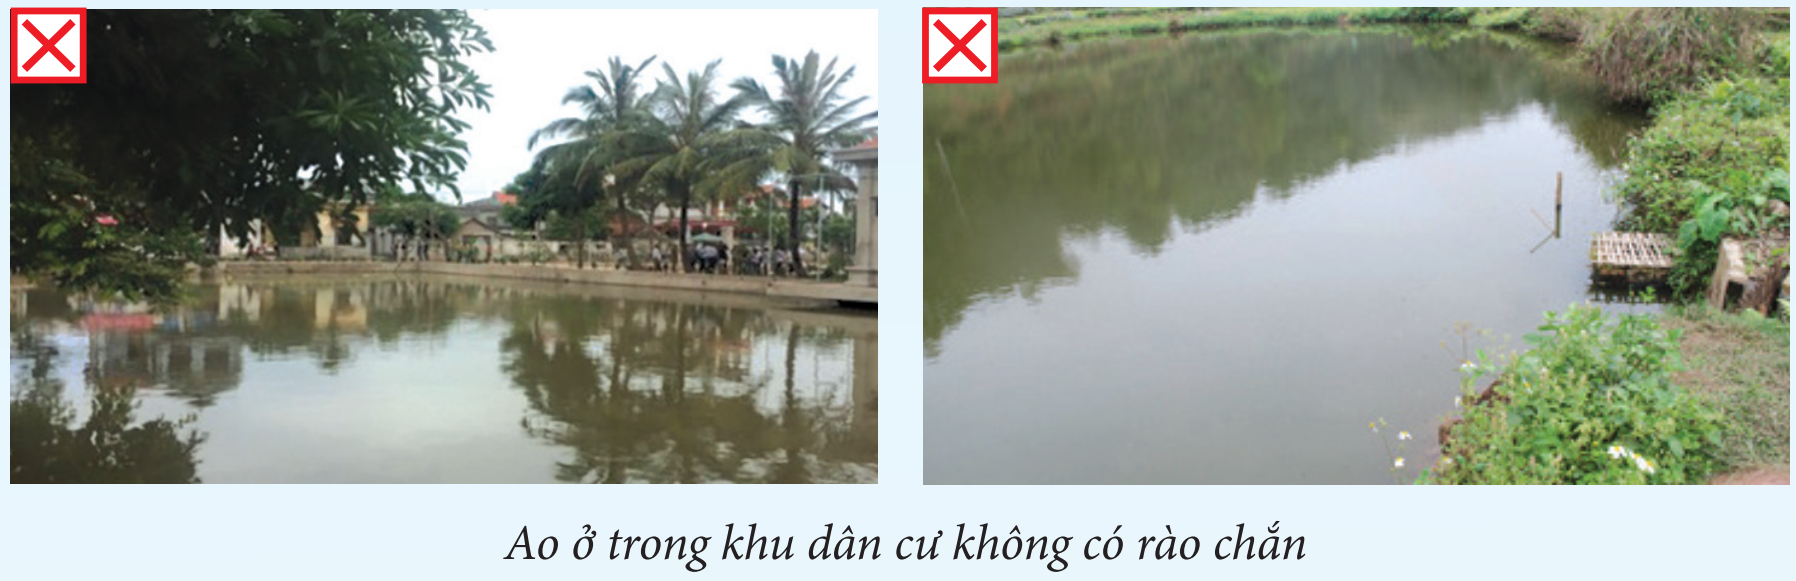 Ao ở trong khu dân cư không có rào chắn